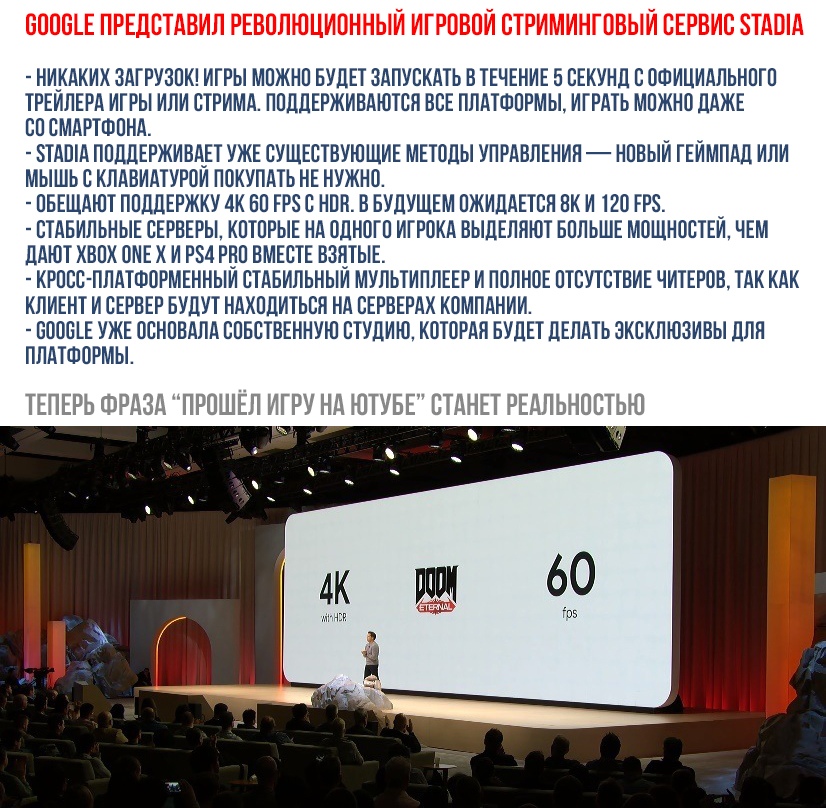 GOOGLE ПРЕДСТАВИЛ РЕВОЛЮЦИОННЫЙ ИГРОВОЙ СТРИМИНГОВЫЙ СЕРВИС STADIA
- НИКАКИХ ЗАГРУЗОК! ИГРЫ МОЖНО БУДЕТ ЗАПУСКАТЬ В ТЕЧЕНИЕ 5 СЕКУНД С ОФИЦИАЛЬНОГО
ТРЕЙЛЕРА ИГРЫ ИЛИ СТРИМА. ПОДДЕРЖИВАЮТСЯ ВСЕ ПЛАТФОРМЫ, ИГРАТЬ МОЖНО ДАЖЕ
СО СМАРТФОНА.
- STADIA ПОДДЕРЖИВАЕТ УЖЕ СУЩЕСТВУЮЩИЕ МЕТОДЫ УПРАВЛЕНИЯ — НОВЫЙ ГЕЙМПАД ИЛИ
МЫШЬ С КЛАВИАТУРОЙ ПОКУПАТЬ НЕ НУЖНО.
- ОБЕЩАЮТ ПОДДЕРЖКУ 4K 60 FPS С HDR. В БУДУЩЕМ ОЖИДАЕТСЯ 8K И 120 FPS.
- СТАБИЛЬНЫЕ СЕРВЕРЫ, КОТОРЫЕ НА ОДНОГО ИГРОКА ВЫДЕЛЯЮТ БОЛЬШЕ МОЩНОСТЕЙ, ЧЕМ
ДАЮТ XBOX ONE X И PS4 PRO ВМЕСТЕ ВЗЯТЫЕ.
- КРОСС-ПЛАТФОРМЕННЫЙ СТАБИЛЬНЫЙ МУЛЬТИПЛЕЕР И ПОЛНОЕ ОТСУТСТВИЕ ЧИТЕРОВ, ТАК КАК
КЛИЕНТ И СЕРВЕР БУДУТ НАХОДИТЬСЯ НА СЕРВЕРАХ КОМПАНИИ.
- GOOGLE УЖЕ ОСНОВАЛА СОБСТВЕННУЮ СТУДИЮ, КОТОРАЯ БУДЕТ ДЕЛАТЬ ЭКСКЛЮЗИВЫ ДЛЯ
ПЛАТФОРМЫ.
ТЕПЕРЬ ФРАЗА “ПРОШЁЛ ИГРУ НА ЮТУБЕ” СТАНЕТ РЕАЛЬНОСТЬЮ
4K
with HDR
DOOM
ETERNAL
60
fps